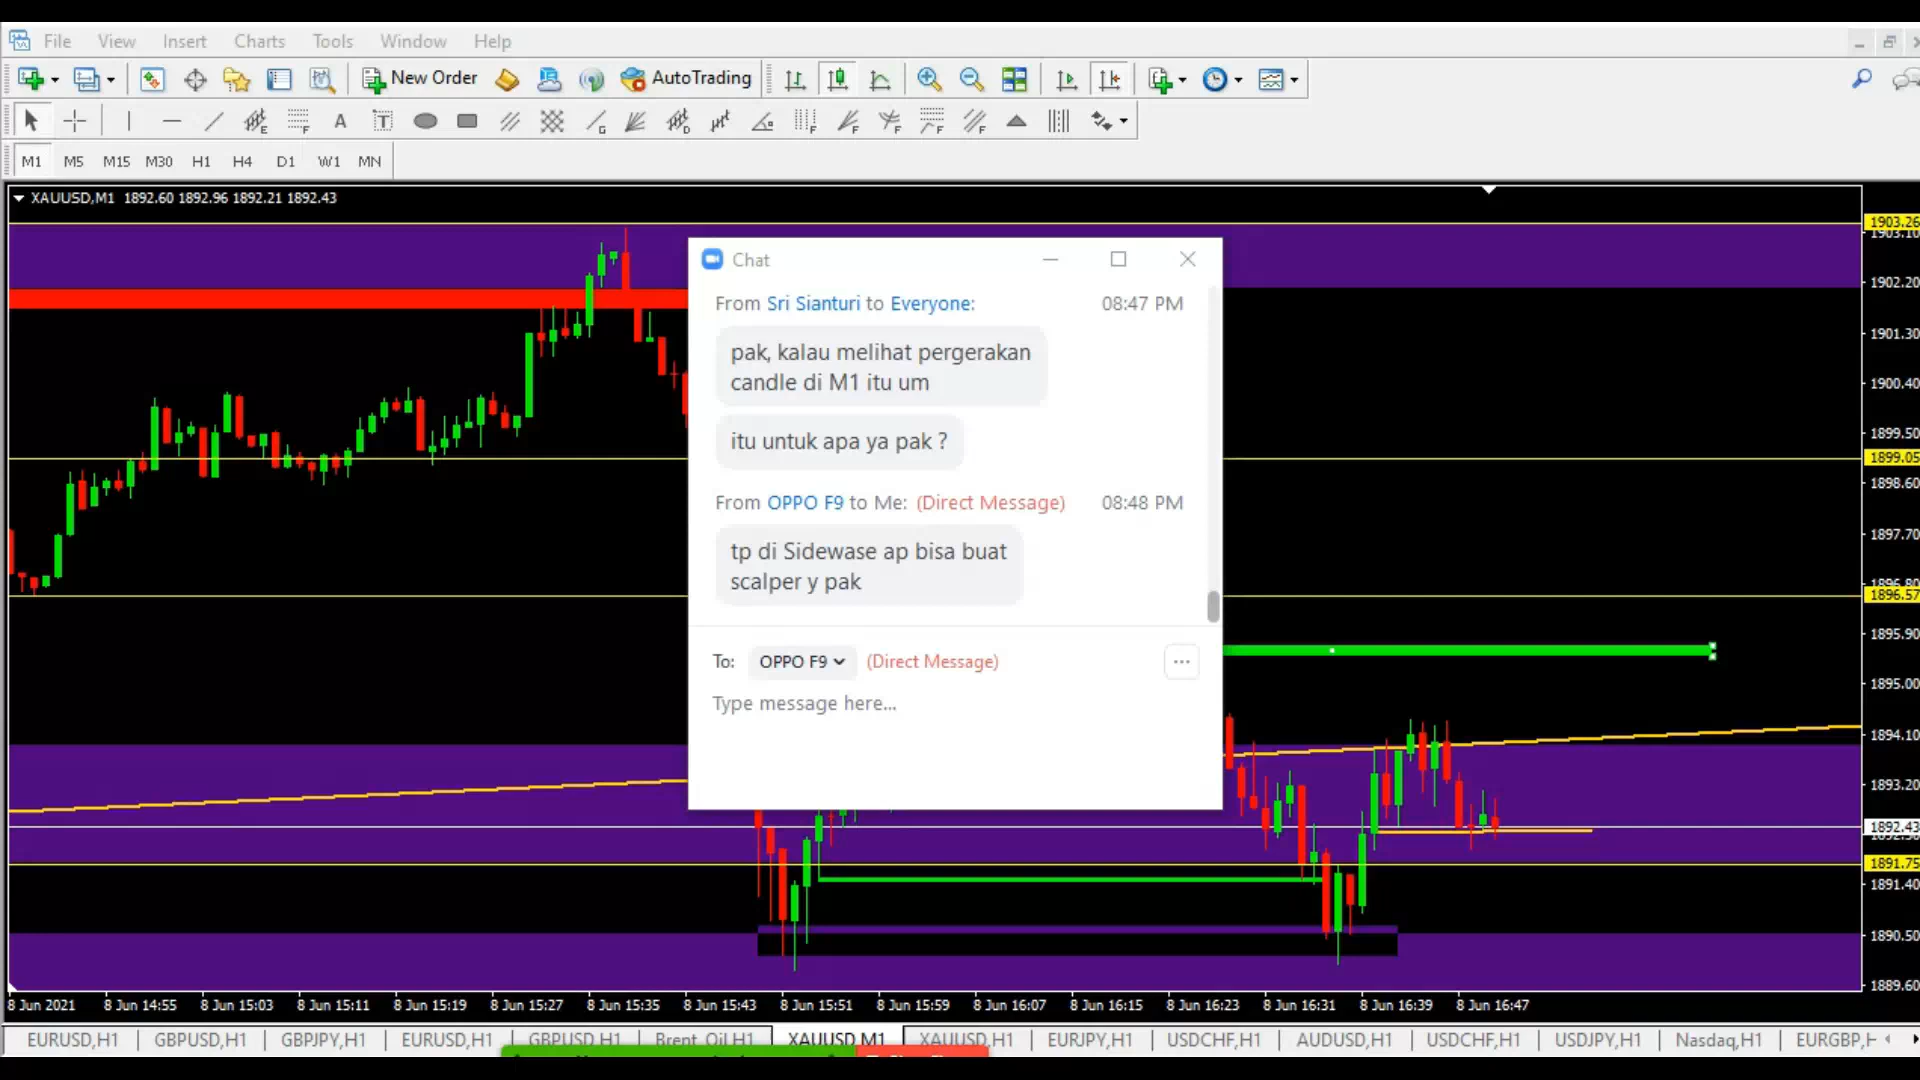 File View Insert Charts Tools Window Help
New Order AutoTrading
M1 M5 M15 M30 H1 H4 D1 W1 MN
XAUUSD,M1 1892.60 1892.96 1892.21 1892.43
1903.26
1903.10
1902.20
1901.30
1900.40
1899.50
1899.05
1898.60
1897.70
1896.80
1896.57
1895.90
1895.00
1894.10
1893.20
1892.43
1891.75
1891.40
1890.50
1889.60
Chat
From Sri Sianturi to Everyone: 08:47 PM
pak, kalau melihat pergerakan
candle di M1 itu um
itu untuk apa ya pak ?
From OPPO F9 to Me: (Direct Message) 08:48 PM
tp di Sidewase ap bisa buat
scalper y pak
To: OPPO F9 (Direct Message)
Type message here...
8 Jun 2021 8 Jun 14:55 8 Jun 15:03 8 Jun 15:11 8 Jun 15:19 8 Jun 15:27 8 Jun 15:35 8 Jun 15:43 8 Jun 15:51 8 Jun 15:59 8 Jun 16:07 8 Jun 16:15 8 Jun 16:23 8 Jun 16:31 8 Jun 16:39 8 Jun 16:47
EURUSD,H1 GBPUSD,H1 GBPJPY,H1 EURUSD,H1 GBPUSD,H1 Brent_Oil,H1 XAUUSD,M1 XAUUSD,H1 EURJPY,H1 USDCHF,H1 AUDUSD,H1 USDCHF,H1 USDJPY,H1 Nasdaq,H1 EURGBP,H